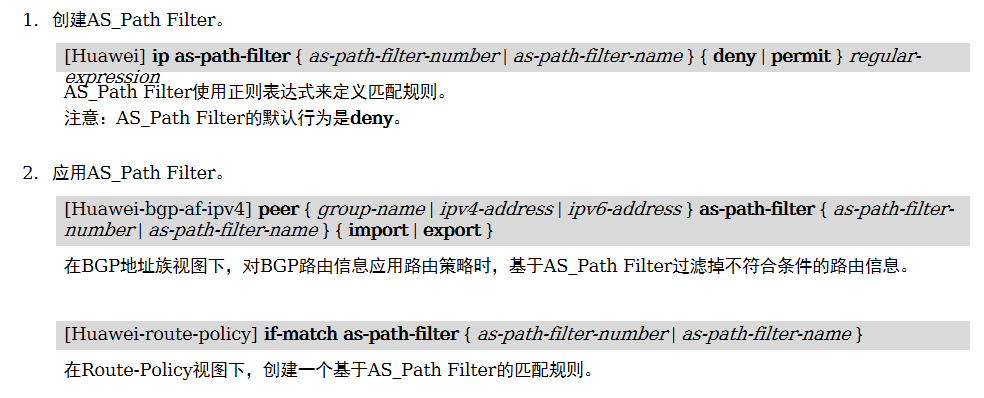 1. 创建AS_Path Filter。
[Huawei] ip as-path-filter { as-path-filter-number | as-path-filter-name } { deny | permit } regular-
expression
AS_Path Filter使用正则表达式来定义匹配规则。
注意：AS_Path Filter的默认行为是deny。
2. 应用AS_Path Filter。
[Huawei-bgp-af-ipv4] peer { group-name | ipv4-address | ipv6-address } as-path-filter { as-path-filter-
number | as-path-filter-name } { import | export }
在BGP地址族视图下，对BGP路由信息应用路由策略时，基于AS_Path Filter过滤掉不符合条件的路由信息。
[Huawei-route-policy] if-match as-path-filter { as-path-filter-number | as-path-filter-name }
在Route-Policy视图下，创建一个基于AS_Path Filter的匹配规则。